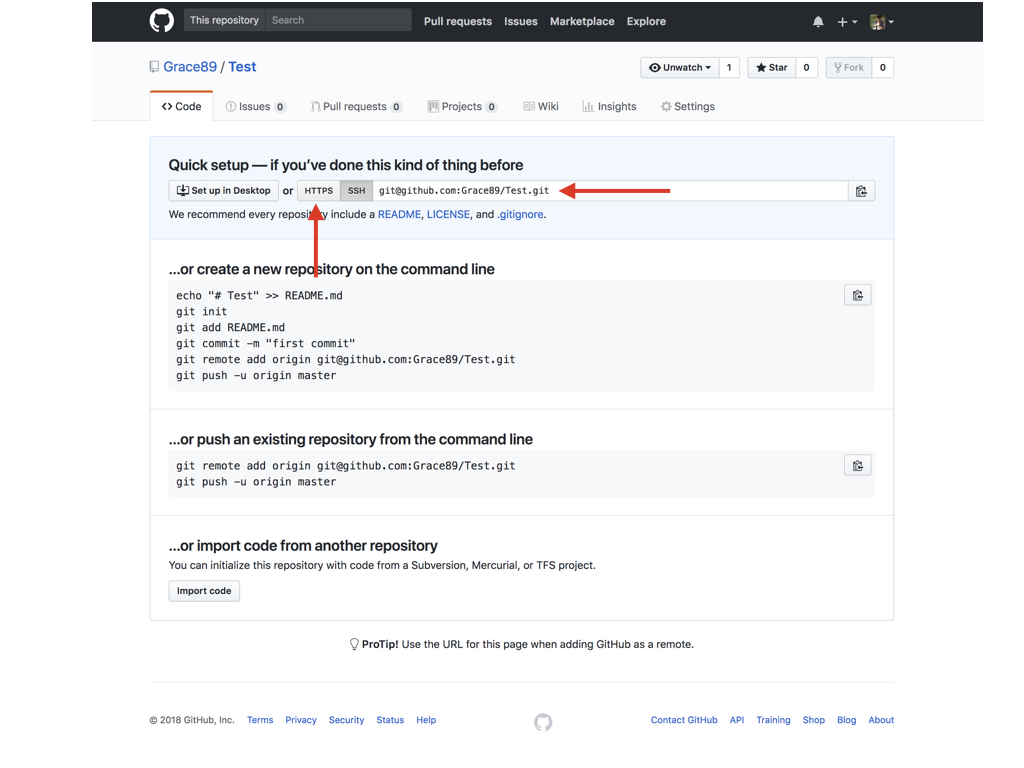 This repository Search Pull requests Issues Marketplace Explore
Grace89 / Test Unwatch 1 Star 0 Fork 0
Code Issues 0 Pull requests 0 Projects 0 Wiki Insights Settings
Quick setup — if you’ve done this kind of thing before
Set up in Desktop or HTTPS SSH git@github.com:Grace89/Test.git
We recommend every repository include a README, LICENSE, and .gitignore.
…or create a new repository on the command line
echo "# Test" >> README.md
git init
git add README.md
git commit -m "first commit"
git remote add origin git@github.com:Grace89/Test.git
git push -u origin master
…or push an existing repository from the command line
git remote add origin git@github.com:Grace89/Test.git
git push -u origin master
…or import code from another repository
You can initialize this repository with code from a Subversion, Mercurial, or TFS project.
Import code
ProTip! Use the URL for this page when adding GitHub as a remote.
© 2018 GitHub, Inc. Terms Privacy Security Status Help Contact GitHub API Training Shop Blog About